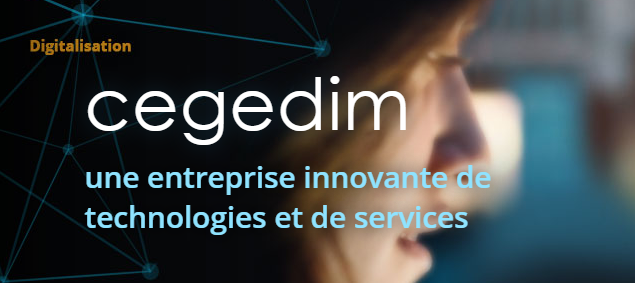 Digitalisation
cegedim
une entreprise innovante de
technologies et de services